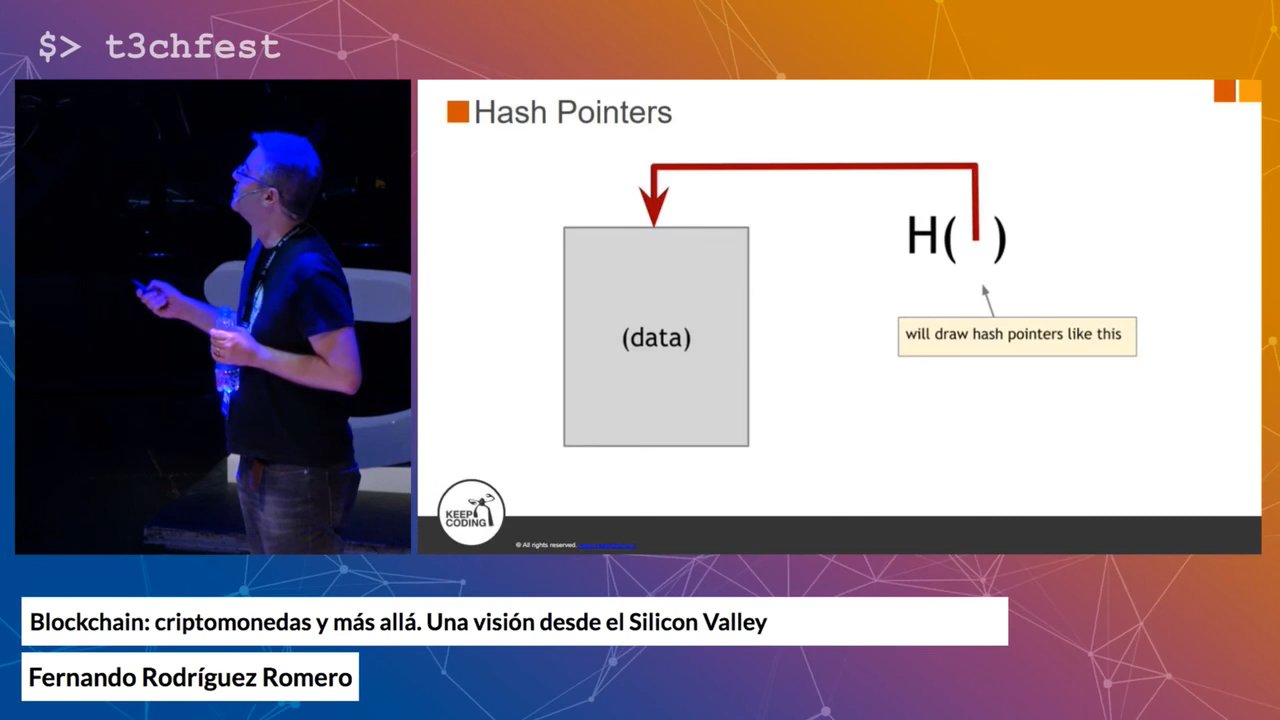 $> t3chfest
Hash Pointers
H( )
(data)
will draw hash pointers like this
KEEP
CODING
© All rights reserved.
Blockchain: criptomonedas y más allá. Una visión desde el Silicon Valley
Fernando Rodríguez Romero